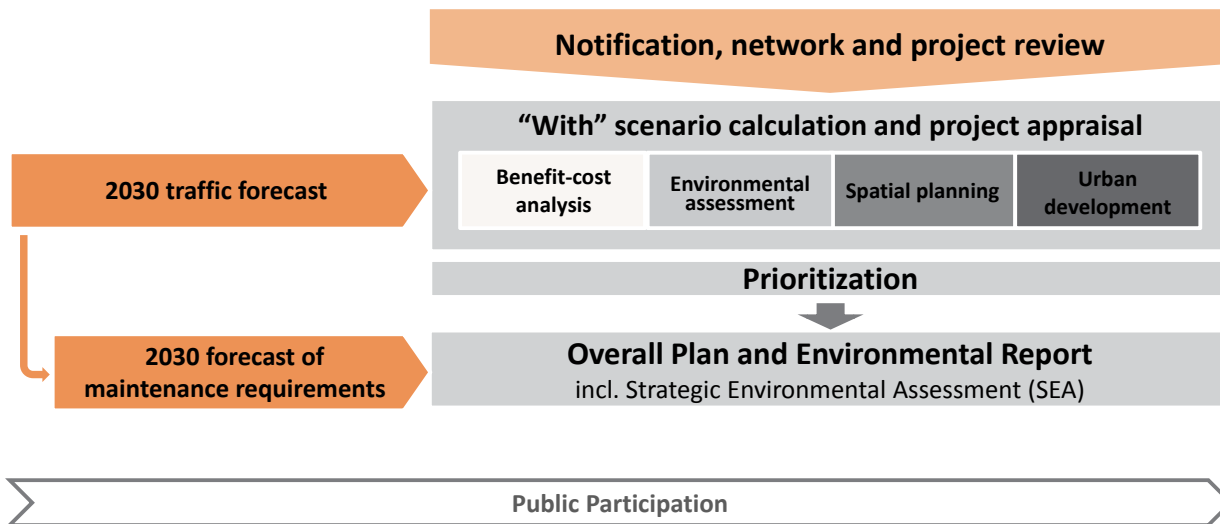 Notification, network and project review
“With” scenario calculation and project appraisal
2030 traffic forecast
Benefit-cost
analysis
Environmental
assessment
Spatial planning
Urban
development
Prioritization
2030 forecast of
maintenance requirements
Overall Plan and Environmental Report
incl. Strategic Environmental Assessment (SEA)
Public Participation